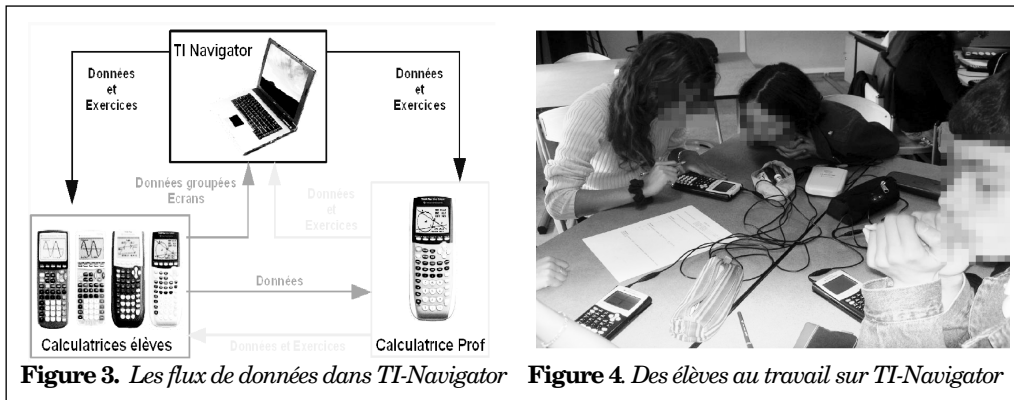 TI Navigator
Données
et
Exercices
Données
et
Exercices
Données groupées
Ecrans
Données
et
Exercices
Données
Données et Exercices
Calculatrices élèves
Calculatrice Prof
Figure 3. Les flux de données dans TI-Navigator
Figure 4. Des élèves au travail sur TI-Navigator